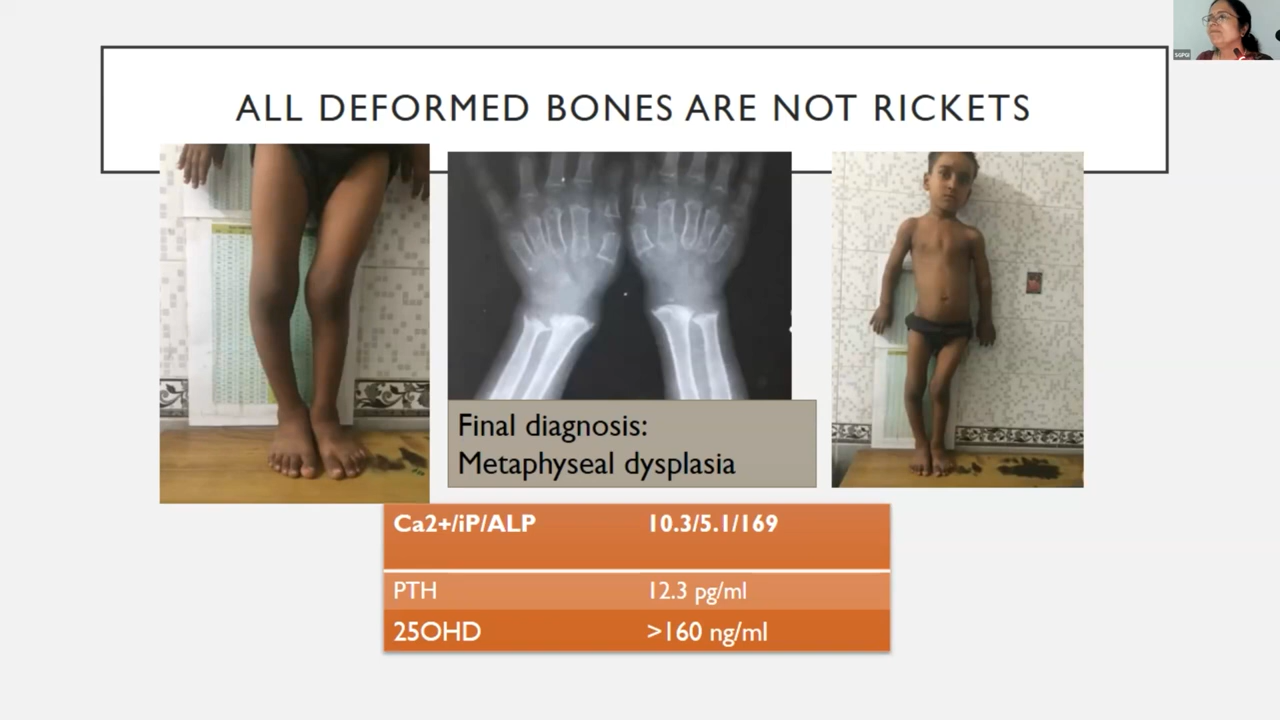 ALL DEFORMED BONES ARE NOT RICKETS
SGPGI
Final diagnosis:
Metaphyseal dysplasia
Ca2+/iP/ALP 10.3/5.1/169
PTH 12.3 pg/ml
25OHD >160 ng/ml